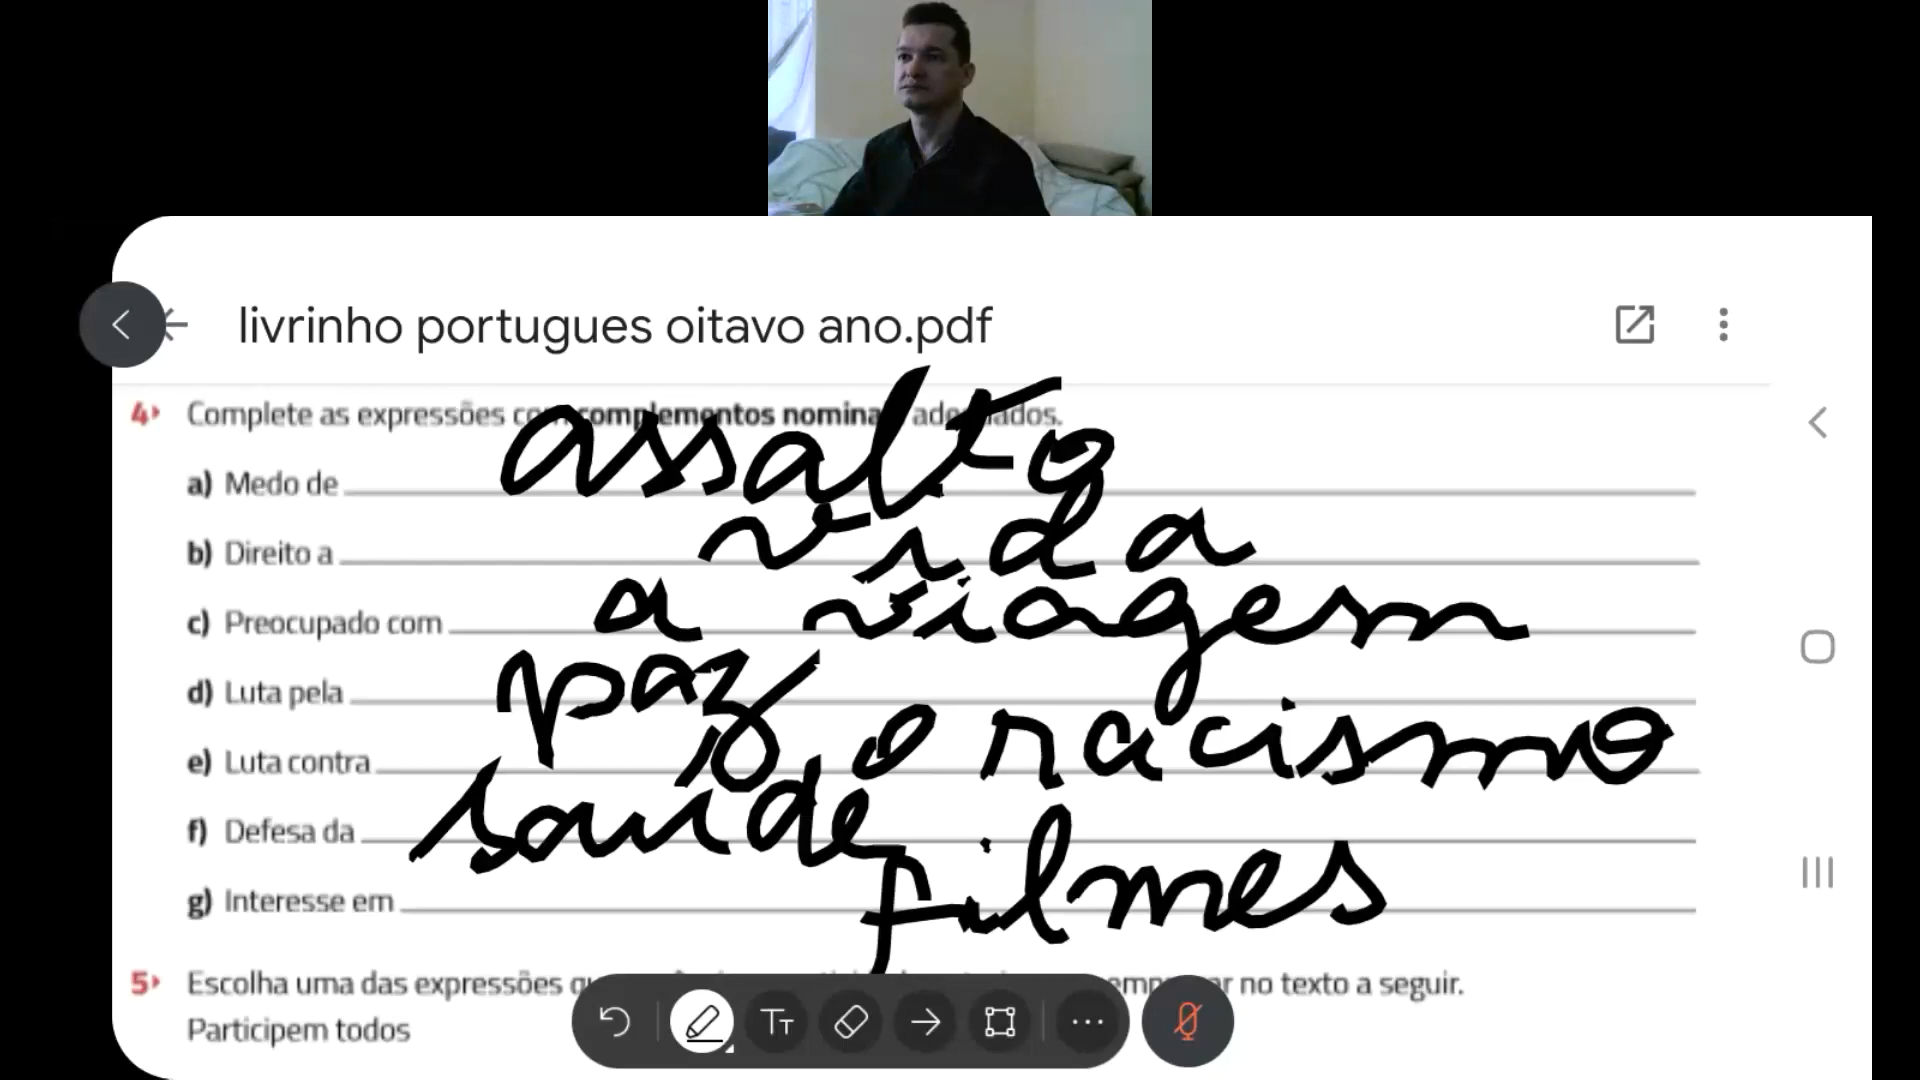 livrinho portugues oitavo ano.pdf
4 Complete as expressões com complementos nominais adequados.
a) Medo de assalto
b) Direito a vida
c) Preocupado com a viagem
d) Luta pela paz
e) Luta contra o racismo
f) Defesa da saúde
g) Interesse em filmes
5 Escolha uma das expressões no texto a seguir.
Participem todos